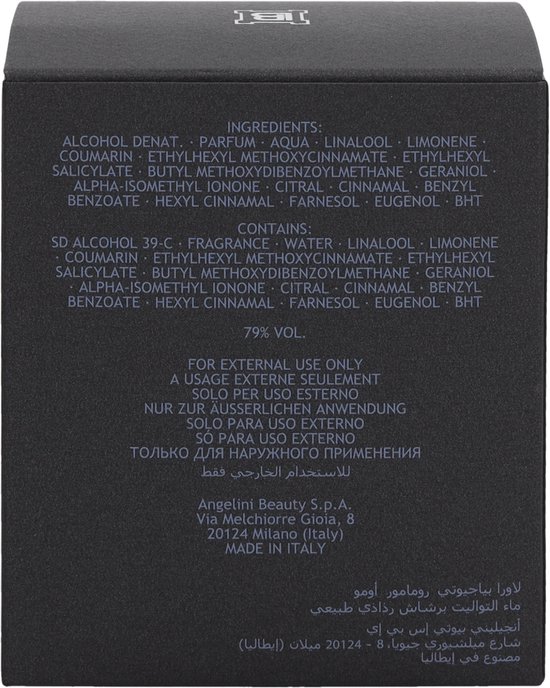 INGREDIENTS:
ALCOHOL DENAT. · PARFUM · AQUA · LINALOOL · LIMONENE ·
COUMARIN · ETHYLHEXYL METHOXYCINNAMATE · ETHYLHEXYL
SALICYLATE · BUTYL METHOXYDIBENZOYLMETHANE · GERANIOL ·
ALPHA-ISOMETHYL IONONE · CITRAL · CINNAMAL · BENZYL
BENZOATE · HEXYL CINNAMAL · FARNESOL · EUGENOL · BHT
CONTAINS:
SD ALCOHOL 39-C · FRAGRANCE · WATER · LINALOOL · LIMONENE
· COUMARIN · ETHYLHEXYL METHOXYCINNAMATE · ETHYLHEXYL
SALICYLATE · BUTYL METHOXYDIBENZOYLMETHANE · GERANIOL
· ALPHA-ISOMETHYL IONONE · CITRAL · CINNAMAL · BENZYL
BENZOATE · HEXYL CINNAMAL · FARNESOL · EUGENOL · BHT
79% VOL.
FOR EXTERNAL USE ONLY
A USAGE EXTERNE SEULEMENT
SOLO PER USO ESTERNO
NUR ZUR ÄUSSERLICHEN ANWENDUNG
SOLO PARA USO EXTERNO
SÓ PARA USO EXTERNO
ТОЛЬКО ДЛЯ НАРУЖНОГО ПРИМЕНЕНИЯ
للاستخدام الخارجي فقط
Angelini Beauty S.p.A.
Via Melchiorre Gioia, 8
20124 Milano (Italy)
MADE IN ITALY
لاورا بياجيوتي رومامور أومو
ماء التواليت برشاش رذاذي طبيعي
أنجيليني بيوتي إس بي إي
شارع ميلشيوري جيويا، 8 - 20124 ميلان (إيطاليا)
مصنوع في إيطاليا